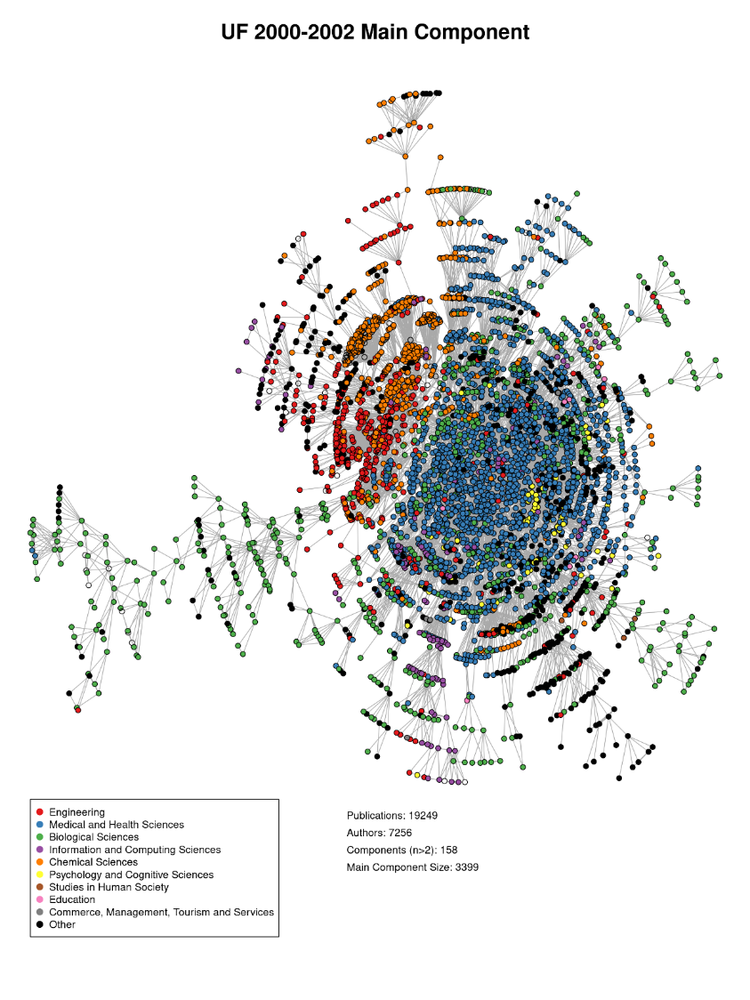 UF 2000-2002 Main Component
Engineering
Medical and Health Sciences
Biological Sciences
Information and Computing Sciences
Chemical Sciences
Psychology and Cognitive Sciences
Studies in Human Society
Education
Commerce, Management, Tourism and Services
Other
Publications: 19249
Authors: 7256
Components (n>2): 158
Main Component Size: 3399